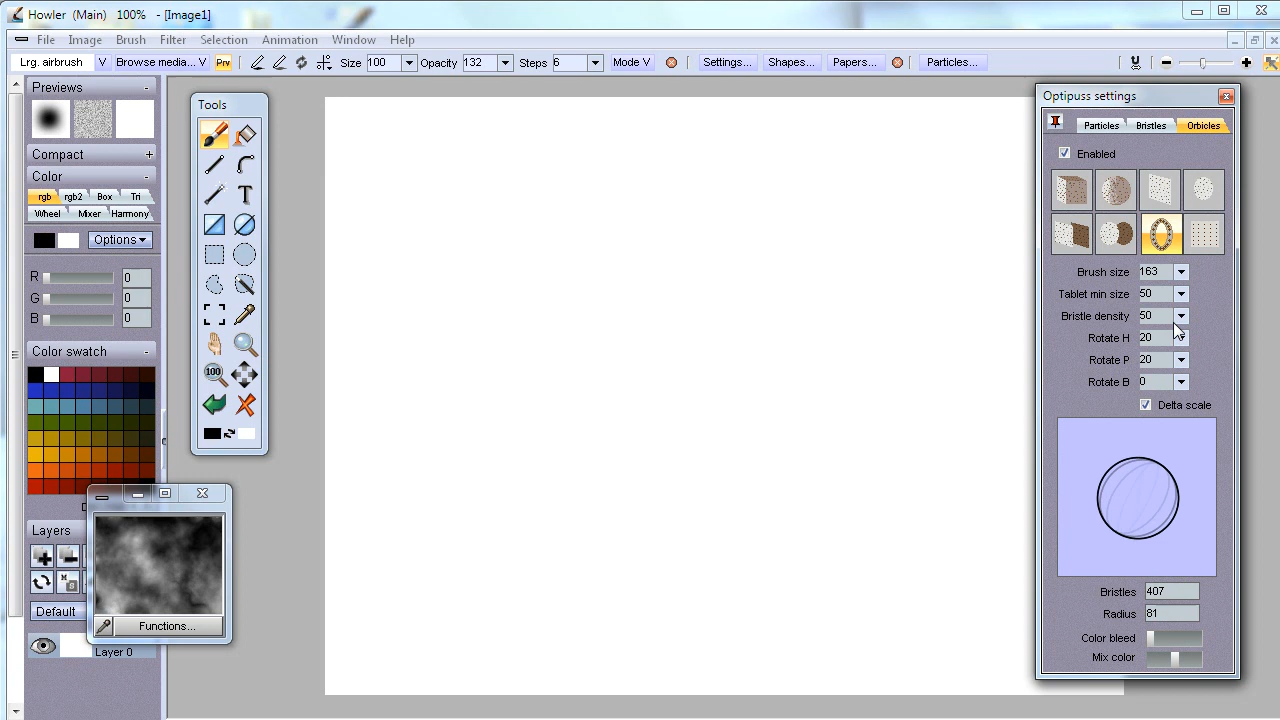 Howler (Main) 100% - [Image1]
File Image Brush Filter Selection Animation Window Help
Lrg. airbrush V Browse media... V Prv Size 100 Opacity 132 Steps 6 Mode V Settings... Shapes... Papers... Particles...
Previews -
Compact +
Color -
rgb rgb2 Box Tri
Wheel Mixer Harmony
Options
R 0
G 0
B 0
Color swatch -
Layers
M S
Default
Layer 0
Tools
T
100
Functions...
Optipuss settings
Particles Bristles Orbicles
Enabled
Brush size 163
Tablet min size 50
Bristle density 50
Rotate H 20
Rotate P 20
Rotate B 0
Delta scale
Bristles 407
Radius 81
Color bleed
Mix color